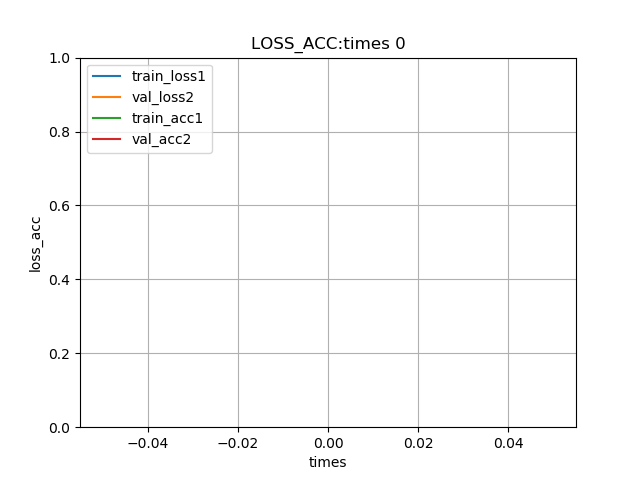 LOSS_ACC:times 0
train_loss1
val_loss2
train_acc1
val_acc2
1.0
0.8
0.6
0.4
0.2
0.0
loss_acc
−0.04 −0.02 0.00 0.02 0.04
times